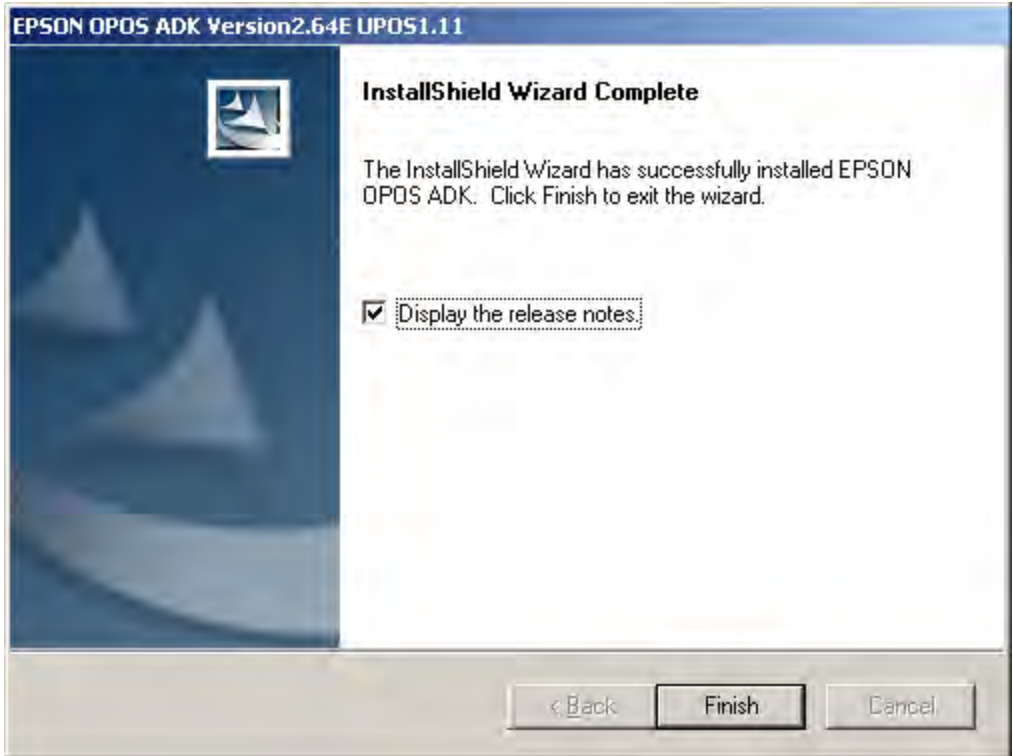 EPSON OPOS ADK Version2.64E UPOS1.11
InstallShield Wizard Complete
The InstallShield Wizard has successfully installed EPSON
OPOS ADK. Click Finish to exit the wizard.
Display the release notes.
< Back
Finish
Cancel